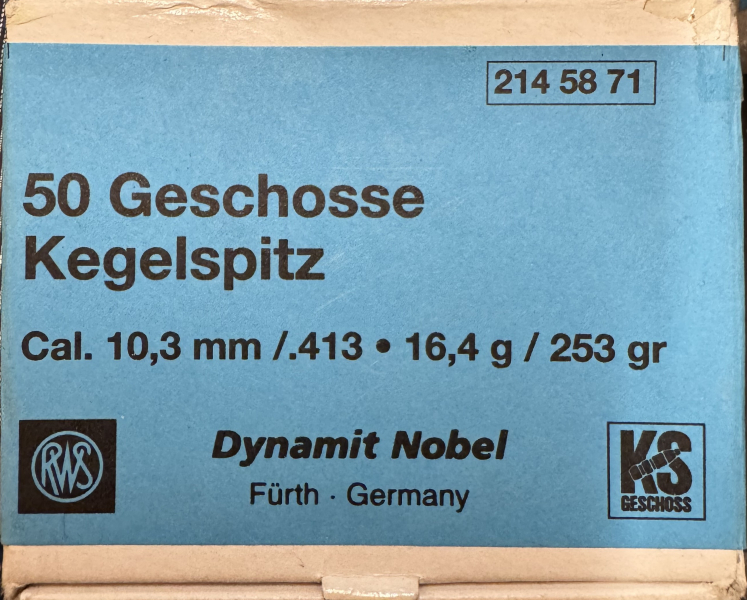 214 58 71
50 Geschosse
Kegelspitz
Cal. 10,3 mm /.413 • 16,4 g / 253 gr
RWS
Dynamit Nobel
Fürth · Germany
KS
GESCHOSS